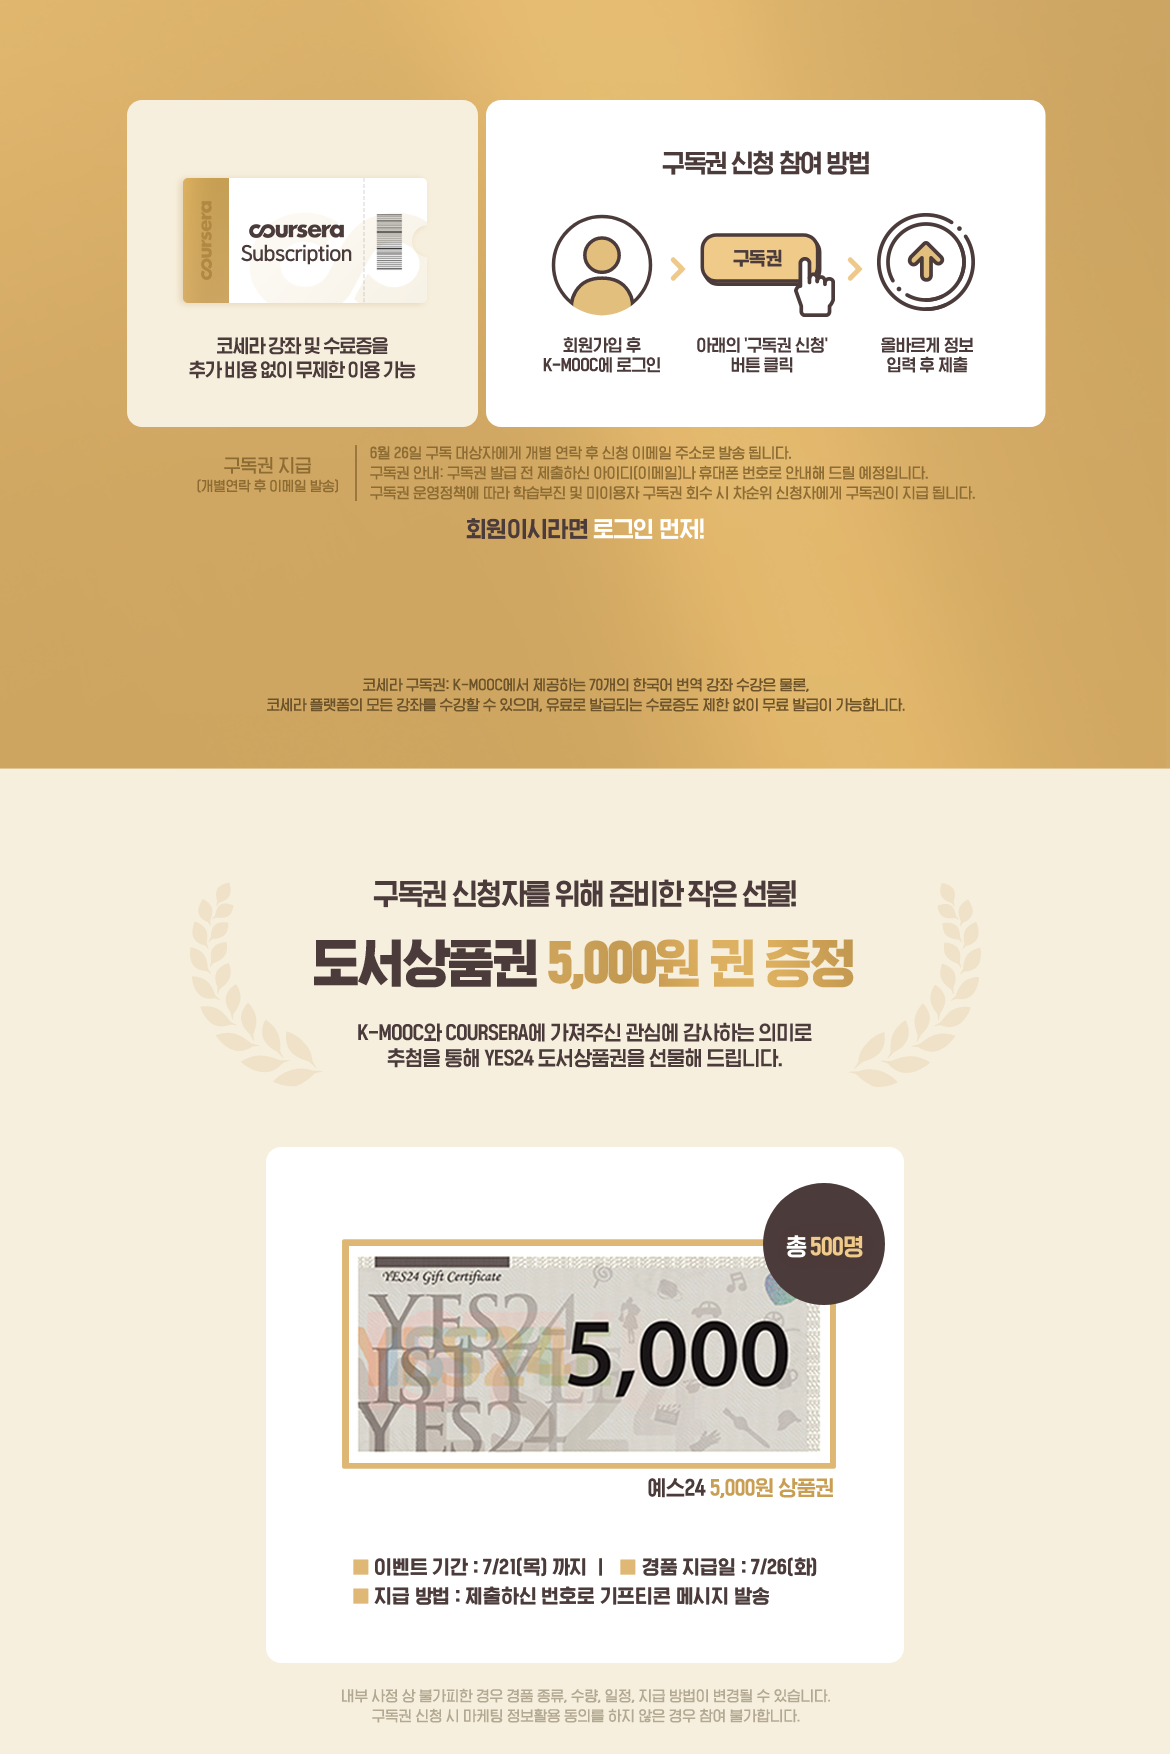 coursera
coursera
Subscription
코세라 강좌 및 수료증을
추가 비용 없이 무제한 이용 가능
구독권 신청 참여 방법
구독권
회원가입 후
K-MOOC에 로그인
아래의 '구독권 신청'
버튼 클릭
올바르게 정보
입력 후 제출
구독권 지급
(개별연락 후 이메일 발송)
6월 26일 구독 대상자에게 개별 연락 후 신청 이메일 주소로 발송 됩니다.
구독권 안내: 구독권 발급 전 제출하신 아이디(이메일)나 휴대폰 번호로 안내해 드릴 예정입니다.
구독권 운영정책에 따라 학습부진 및 미이용자 구독권 회수 시 차순위 신청자에게 구독권이 지급 됩니다.
회원이시라면 로그인 먼저!
코세라 구독권: K-MOOC에서 제공하는 70개의 한국어 번역 강좌 수강은 물론,
코세라 플랫폼의 모든 강좌를 수강할 수 있으며, 유료로 발급되는 수료증도 제한 없이 무료 발급이 가능합니다.
구독권 신청자를 위해 준비한 작은 선물!
도서상품권 5,000원 권 증정
K-MOOC와 COURSERA에 가져주신 관심에 감사하는 의미로
추첨을 통해 YES24 도서상품권을 선물해 드립니다.
총 500명
YES24 Gift Certificate
YES24
YES24
ISTYLE
YES24
5,000
예스24 5,000원 상품권
이벤트 기간 : 7/21(목) 까지 | 경품 지급일 : 7/26(화)
지급 방법 : 제출하신 번호로 기프티콘 메시지 발송
내부 사정 상 불가피한 경우 경품 종류, 수량, 일정, 지급 방법이 변경될 수 있습니다.
구독권 신청 시 마케팅 정보활용 동의를 하지 않은 경우 참여 불가합니다.